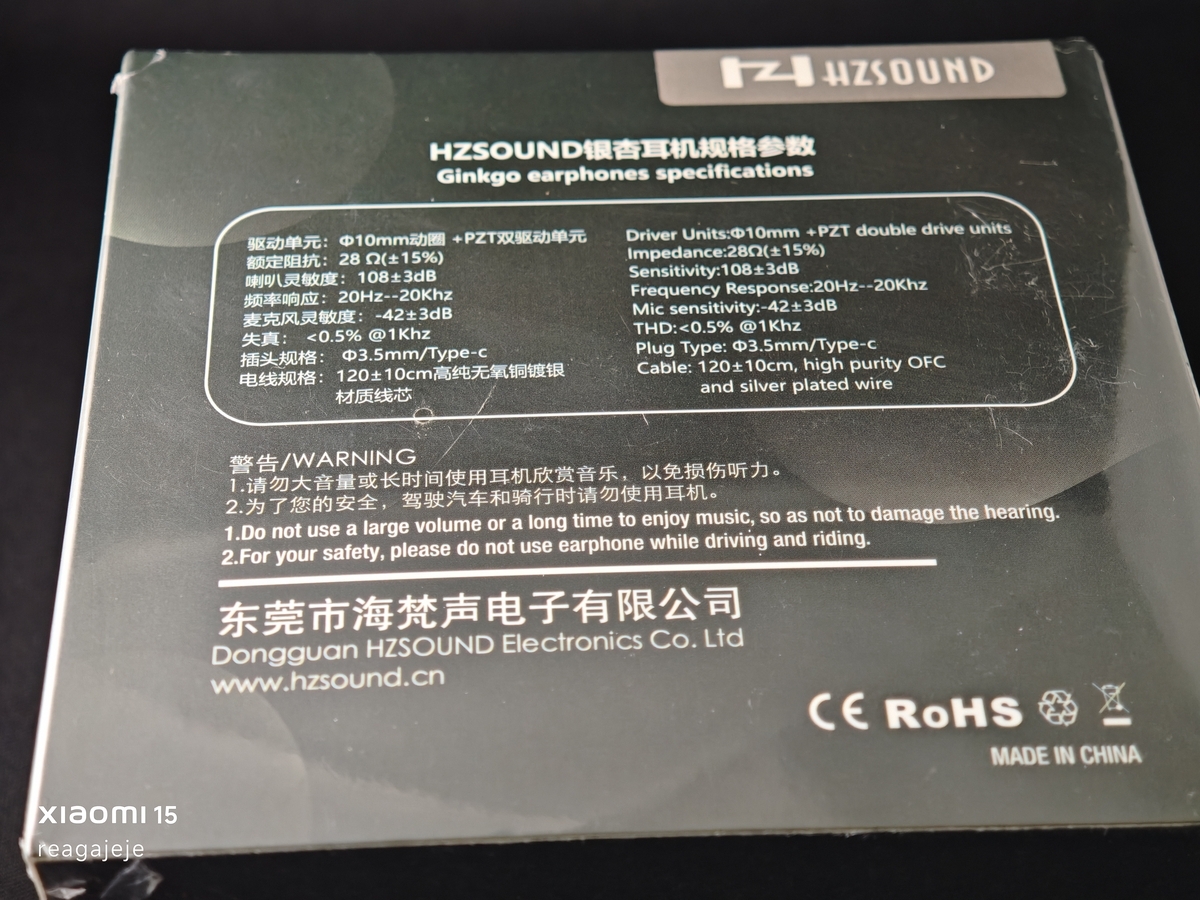 HZSOUND
HZSOUND银杏耳机规格参数
Ginkgo earphones specifications
驱动单元：Φ10mm动圈 +PZT双驱动单元
额定阻抗：28 Ω(±15%)
喇叭灵敏度：108±3dB
频率响应：20Hz--20Khz
麦克风灵敏度：-42±3dB
失真： <0.5% @1Khz
插头规格： Φ3.5mm/Type-c
电线规格：120±10cm高纯无氧铜镀银
材质线芯
Driver Units:Φ10mm +PZT double drive units
Impedance:28Ω(±15%)
Sensitivity:108±3dB
Frequency Response:20Hz--20Khz
Mic sensitivity:-42±3dB
THD:<0.5% @1Khz
Plug Type: Φ3.5mm/Type-c
Cable: 120±10cm, high purity OFC
and silver plated wire
警告/WARNING
1.请勿大音量或长时间使用耳机欣赏音乐，以免损伤听力。
2.为了您的安全，驾驶汽车和骑行时请勿使用耳机。
1.Do not use a large volume or a long time to enjoy music, so as not to damage the hearing.
2.For your safety, please do not use earphone while driving and riding.
东莞市海梵声电子有限公司
Dongguan HZSOUND Electronics Co. Ltd
www.hzsound.cn
CE RoHS
MADE IN CHINA
xiaomi 15
reagajeje